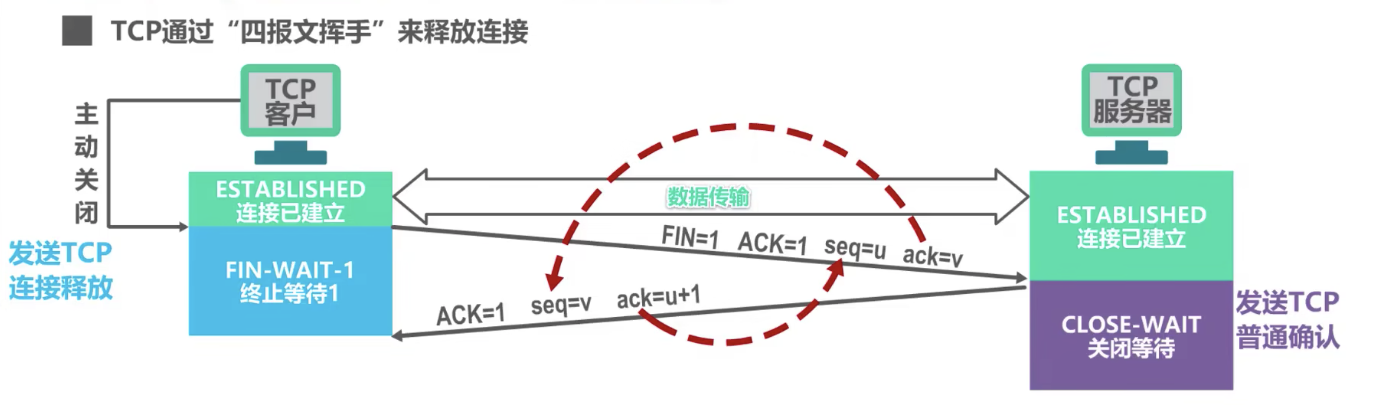 TCP通过“四报文挥手”来释放连接
TCP
客户
TCP
服务器
主
动
关
闭
ESTABLISHED
连接已建立
数据传输
ESTABLISHED
连接已建立
发送TCP
连接释放
FIN-WAIT-1
终止等待1
FIN=1 ACK=1 seq=u ack=v
ACK=1 seq=v ack=u+1
CLOSE-WAIT
关闭等待
发送TCP
普通确认